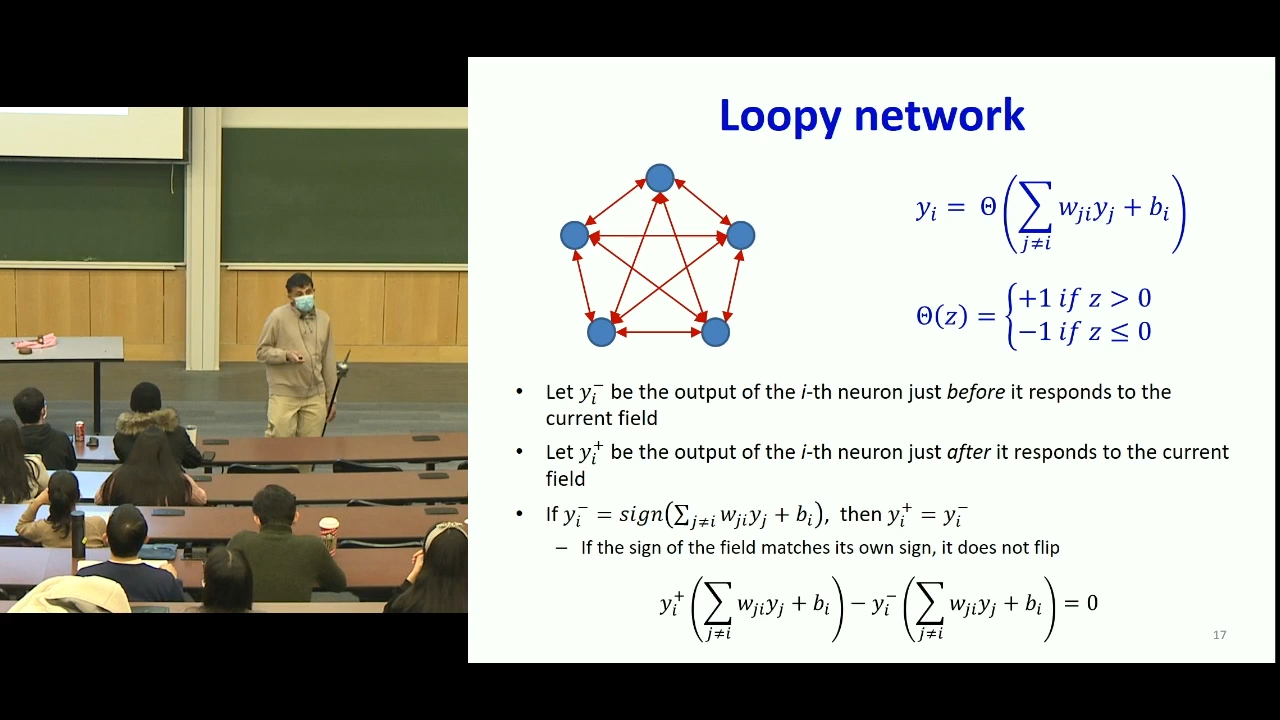 Loopy network
y_i = Θ(∑_{j≠i} w_{ji} y_j + b_i)
Θ(z) = { +1 if z > 0
−1 if z ≤ 0
• Let y_i^− be the output of the i-th neuron just before it responds to the
current field
• Let y_i^+ be the output of the i-th neuron just after it responds to the current
field
• If y_i^− = sign(∑_{j≠i} w_{ji} y_j + b_i), then y_i^+ = y_i^−
– If the sign of the field matches its own sign, it does not flip
y_i^+ (∑_{j≠i} w_{ji} y_j + b_i) − y_i^− (∑_{j≠i} w_{ji} y_j + b_i) = 0
17